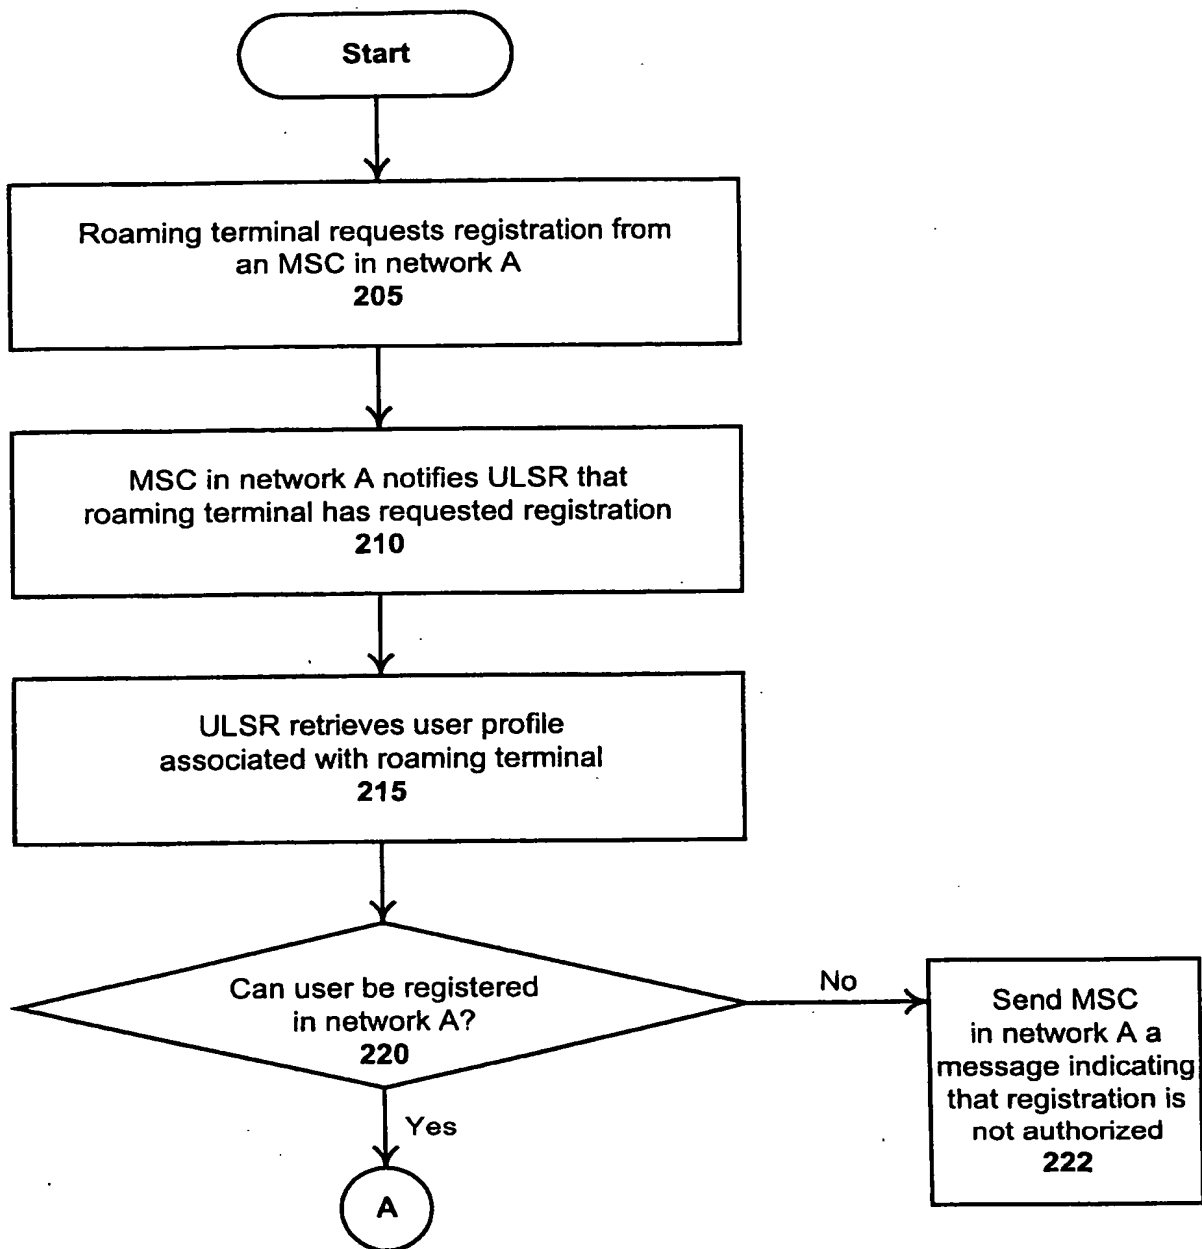 Start
Roaming terminal requests registration from
an MSC in network A
205
MSC in network A notifies ULSR that
roaming terminal has requested registration
210
ULSR retrieves user profile
associated with roaming terminal
215
Can user be registered
in network A?
220
No
Send MSC
in network A a
message indicating
that registration is
not authorized
222
Yes
A